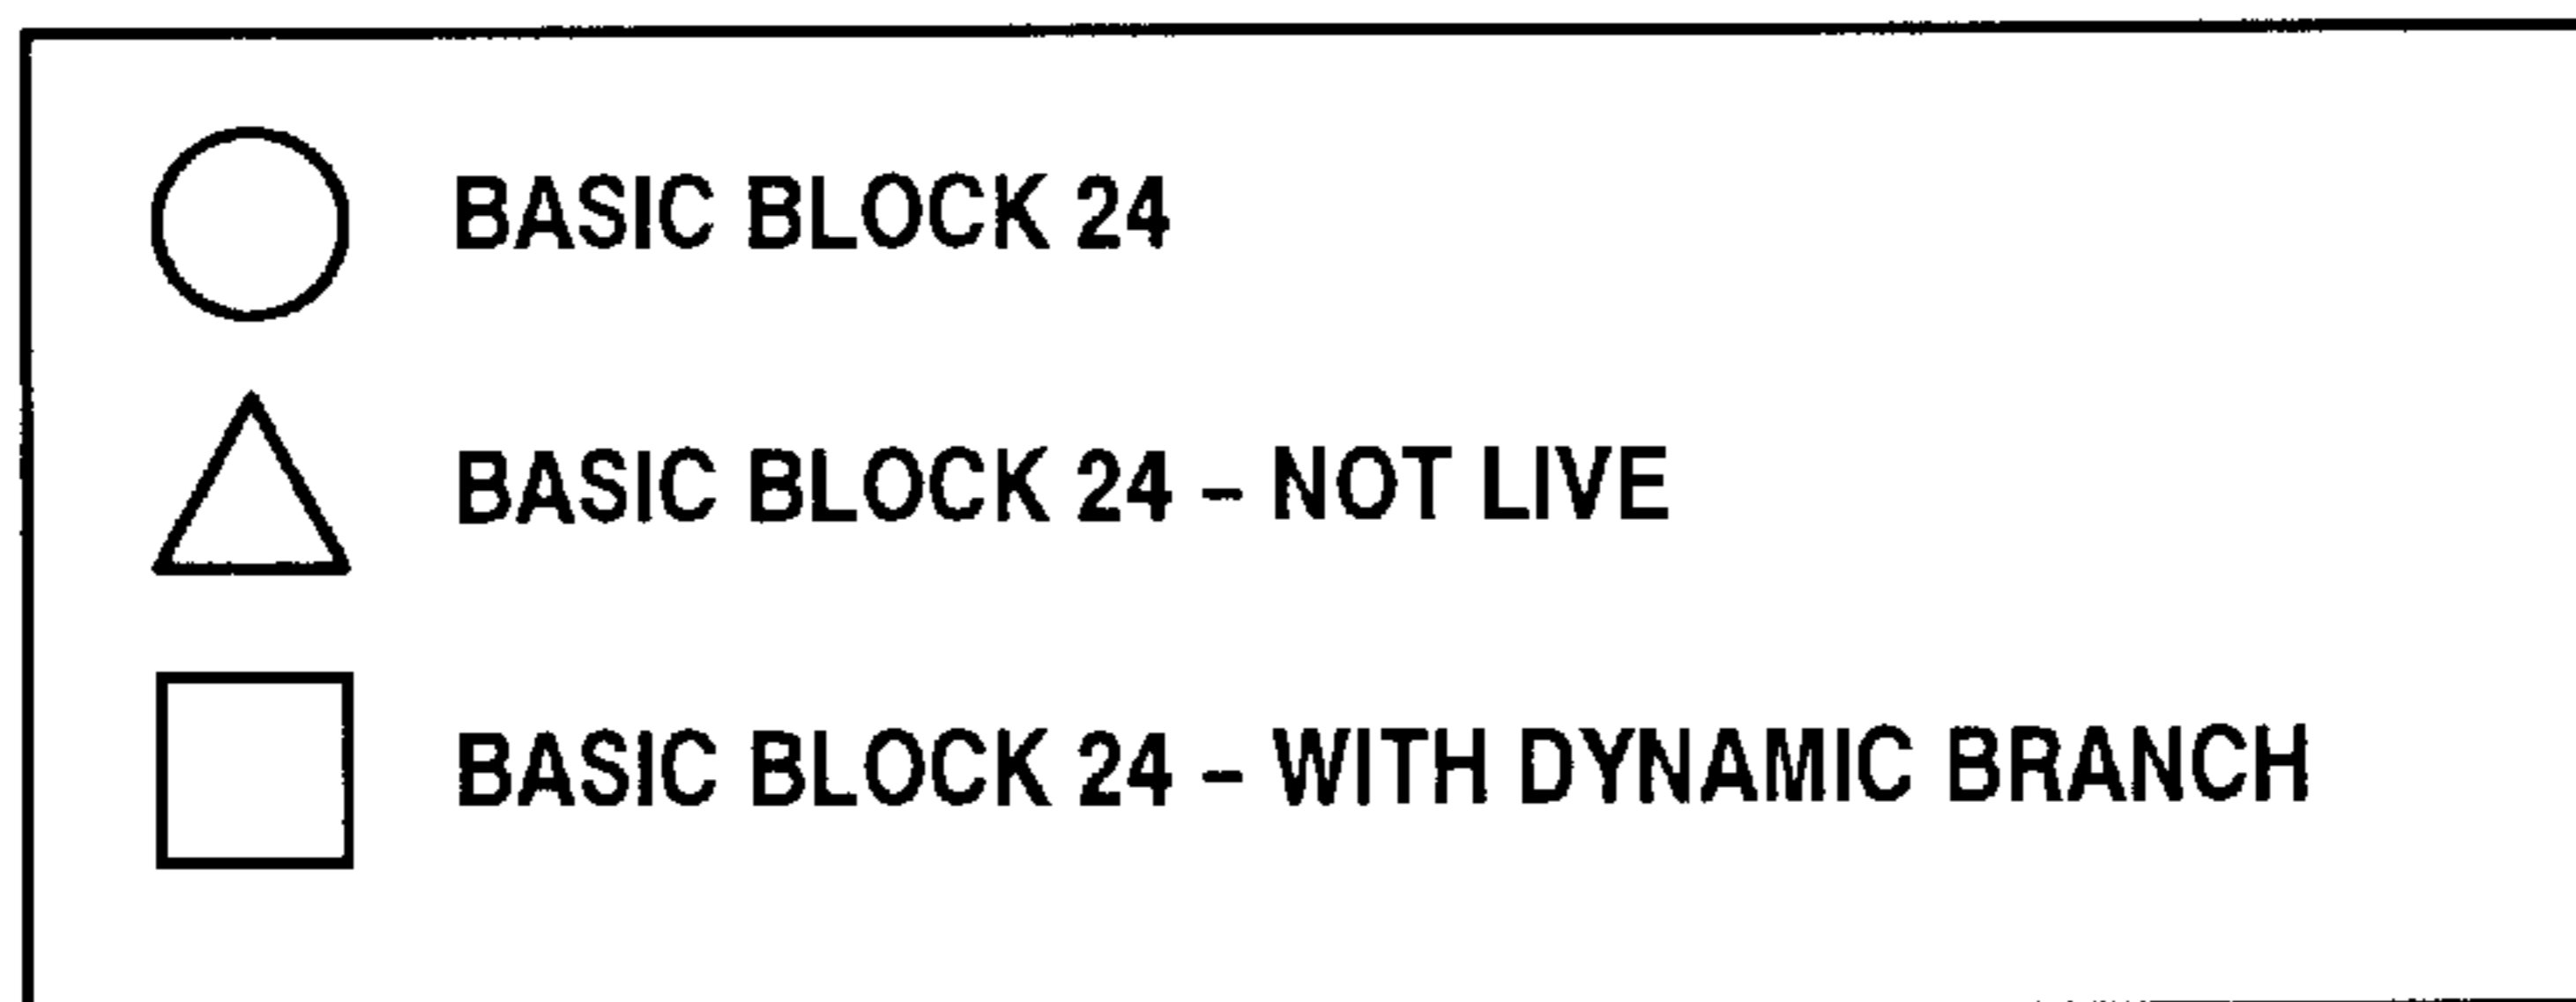 BASIC BLOCK 24
BASIC BLOCK 24 – NOT LIVE
BASIC BLOCK 24 – WITH DYNAMIC BRANCH